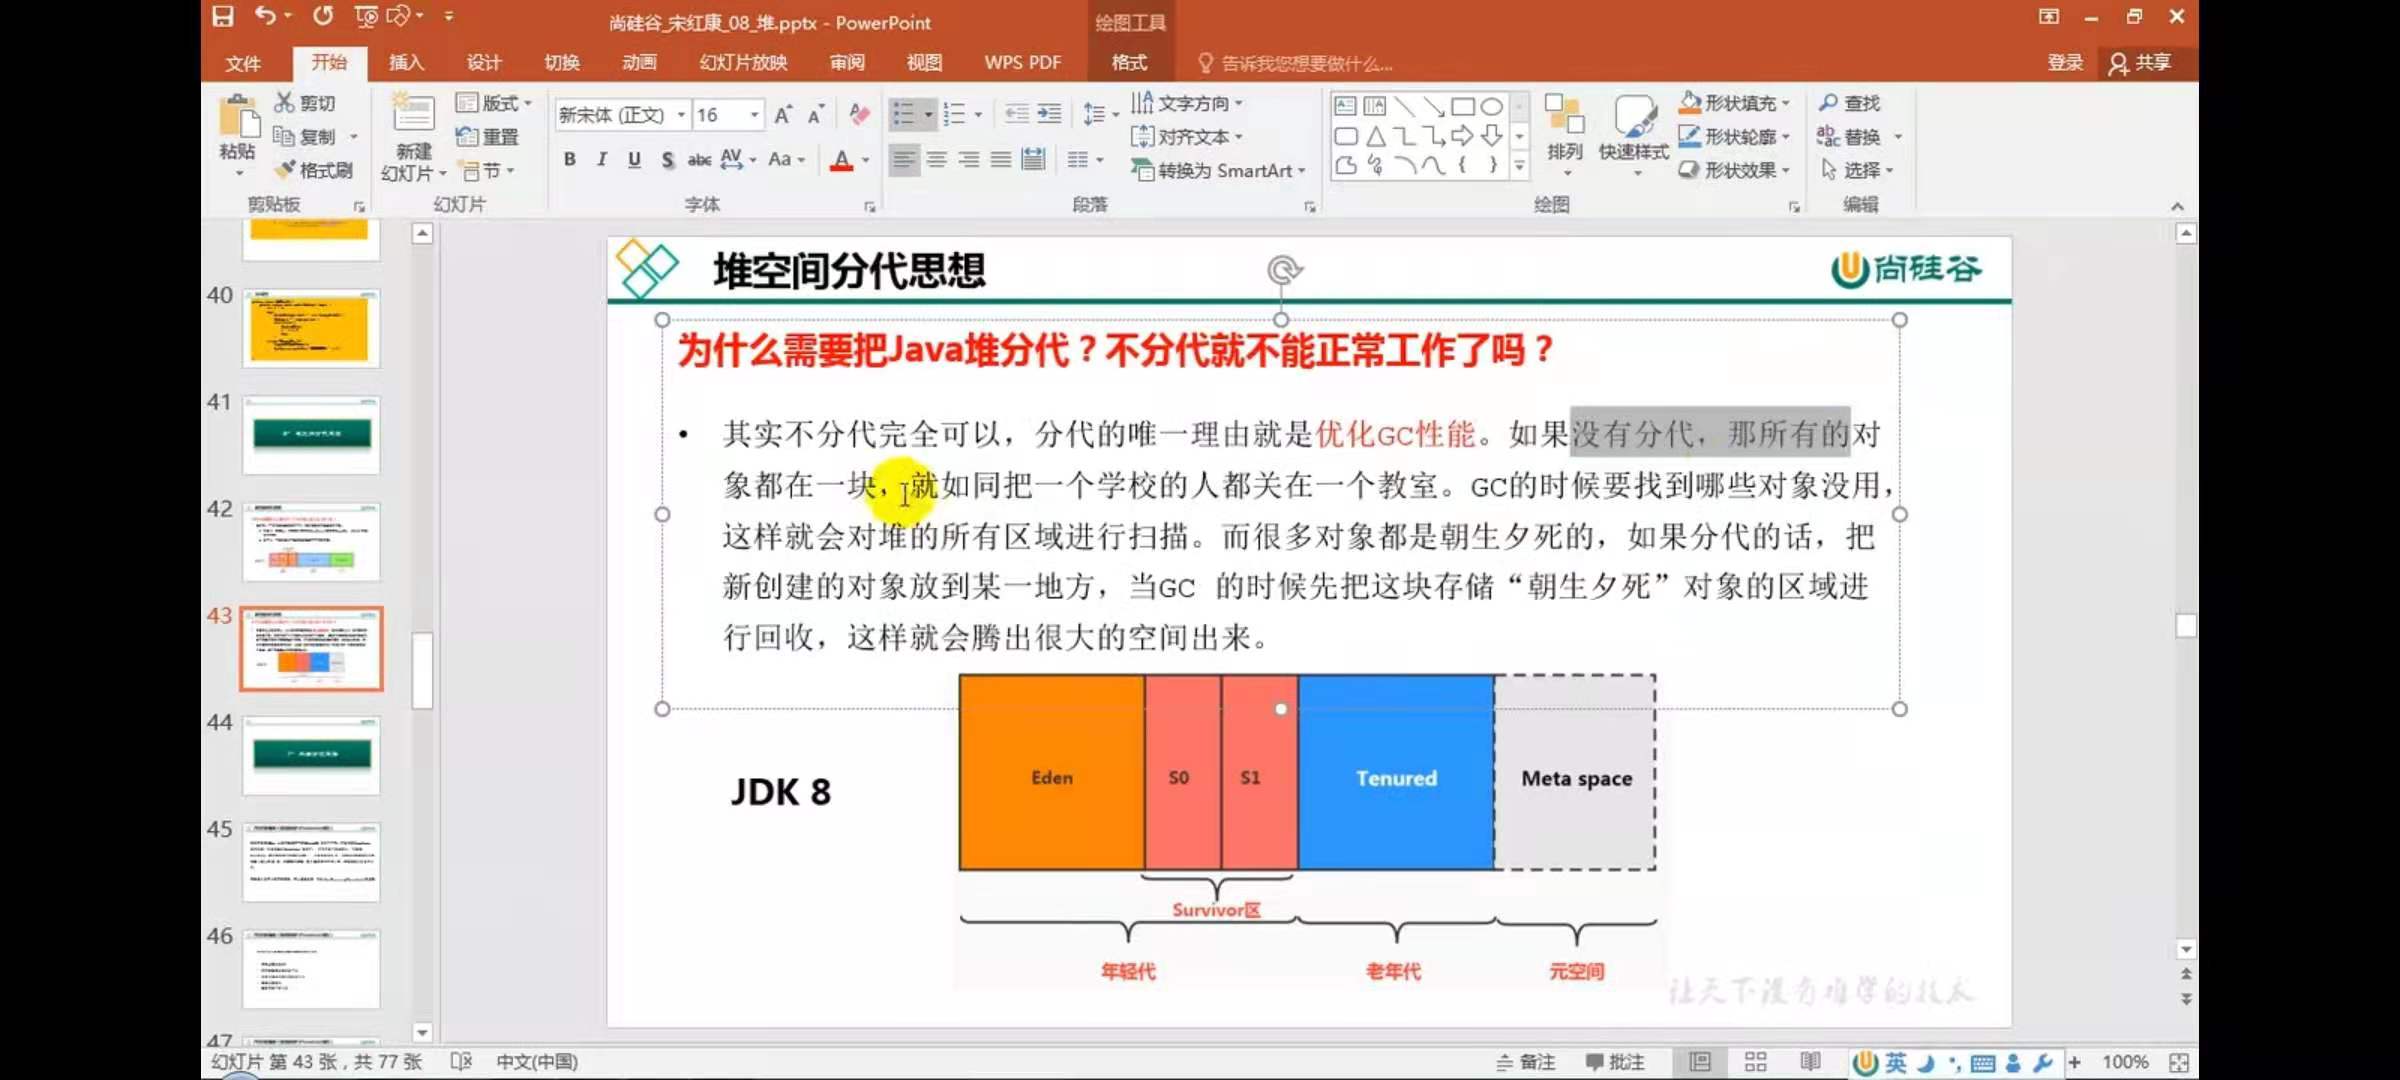 尚硅谷_宋红康_08_堆.pptx - PowerPoint
绘图工具
文件 开始 插入 设计 切换 动画 幻灯片放映 审阅 视图 WPS PDF 格式 告诉我您想要做什么... 登录 共享
粘贴 剪切 复制 格式刷 剪贴板
新建幻灯片 版式 重置 节 幻灯片
新宋体 (正文) 16 B I U S abc AV Aa A 字体
文字方向 对齐文本 转换为 SmartArt 段落
排列 快速样式 形状填充 形状轮廓 形状效果 绘图
查找 替换 选择 编辑
40
41
42
43
44
45
46
47
堆空间分代思想
尚硅谷
为什么需要把Java堆分代？不分代就不能正常工作了吗？
• 其实不分代完全可以，分代的唯一理由就是优化GC性能。如果没有分代，那所有的对
象都在一块，就如同把一个学校的人都关在一个教室。GC的时候要找到哪些对象没用，
这样就会对堆的所有区域进行扫描。而很多对象都是朝生夕死的，如果分代的话，把
新创建的对象放到某一地方，当GC 的时候先把这块存储“朝生夕死”对象的区域进
行回收，这样就会腾出很大的空间出来。
JDK 8
Eden S0 S1 Tenured Meta space
Survivor区
年轻代 老年代 元空间
让天下没有难学的技术
幻灯片 第 43 张，共 77 张 中文(中国) 备注 批注 英 100%